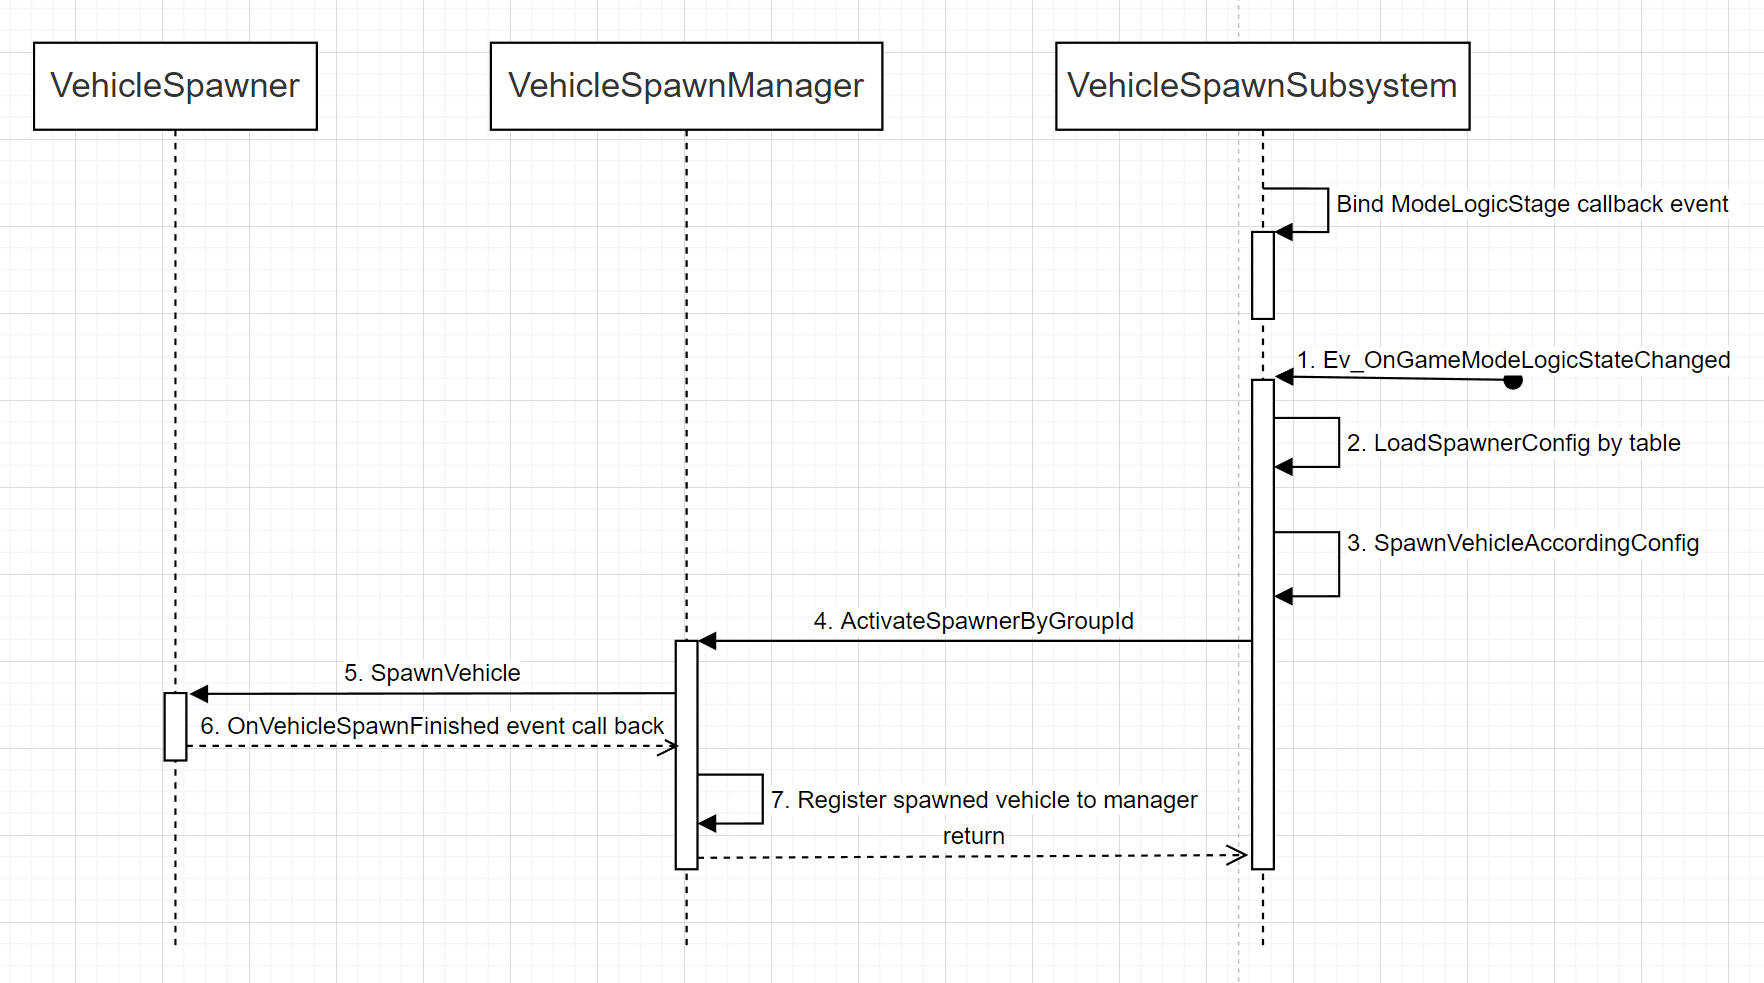 VehicleSpawner
VehicleSpawnManager
VehicleSpawnSubsystem
Bind ModeLogicStage callback event
1. Ev_OnGameModeLogicStateChanged
2. LoadSpawnerConfig by table
3. SpawnVehicleAccordingConfig
4. ActivateSpawnerByGroupId
5. SpawnVehicle
6. OnVehicleSpawnFinished event call back
7. Register spawned vehicle to manager
return